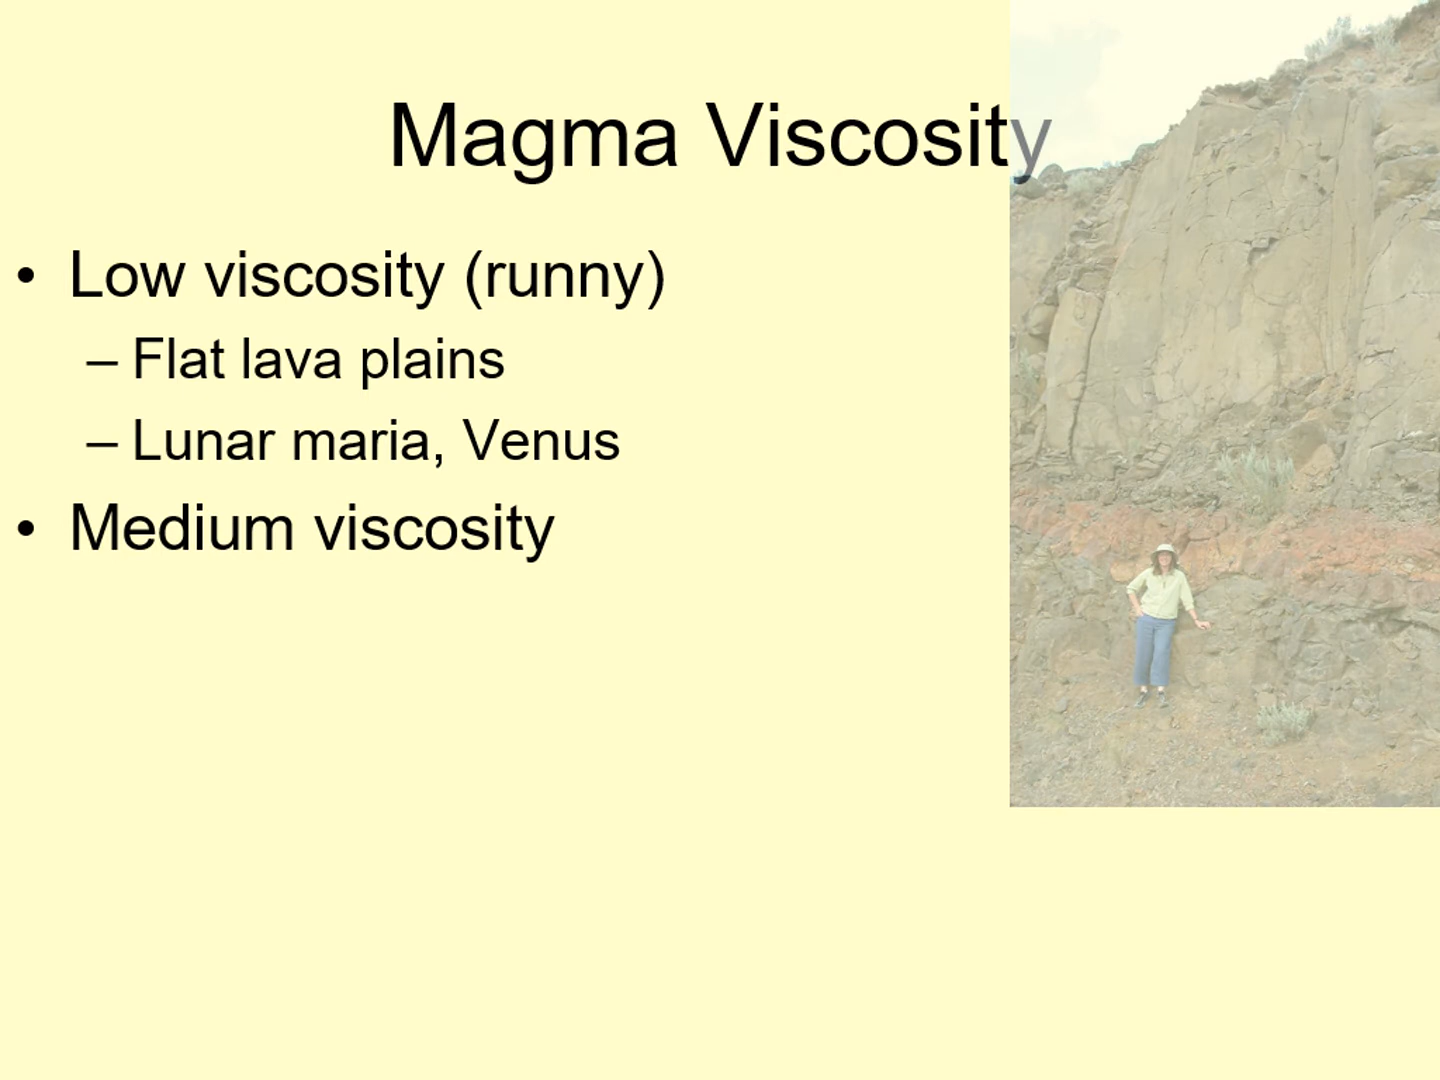 Magma Viscosity
• Low viscosity (runny)
– Flat lava plains
– Lunar maria, Venus
• Medium viscosity